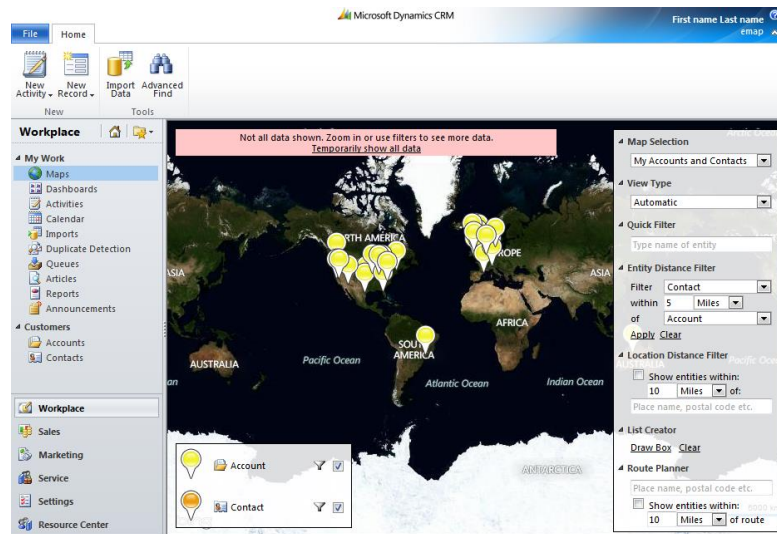 Microsoft Dynamics CRM
First name Last name
emap
File
Home
New Activity
New Record
Import Data
Advanced Find
New
Tools
Workplace
My Work
Maps
Dashboards
Activities
Calendar
Imports
Duplicate Detection
Queues
Articles
Reports
Announcements
Customers
Accounts
Contacts
Workplace
Sales
Marketing
Service
Settings
Resource Center
Not all data shown. Zoom in or use filters to see more data.
Temporarily show all data
NORTH AMERICA
EUROPE
ASIA
ASIA
AFRICA
SOUTH AMERICA
AUSTRALIA
Pacific Ocean
Atlantic Ocean
Indian Ocean
ANTARCTICA
Account
Contact
Map Selection
My Accounts and Contacts
View Type
Automatic
Quick Filter
Type name of entity
Entity Distance Filter
Filter Contact
within 5 Miles
of Account
Apply Clear
Location Distance Filter
Show entities within:
10 Miles of:
Place name, postal code etc.
List Creator
Draw Box Clear
Route Planner
Place name, postal code etc.
Show entities within:
10 Miles of route